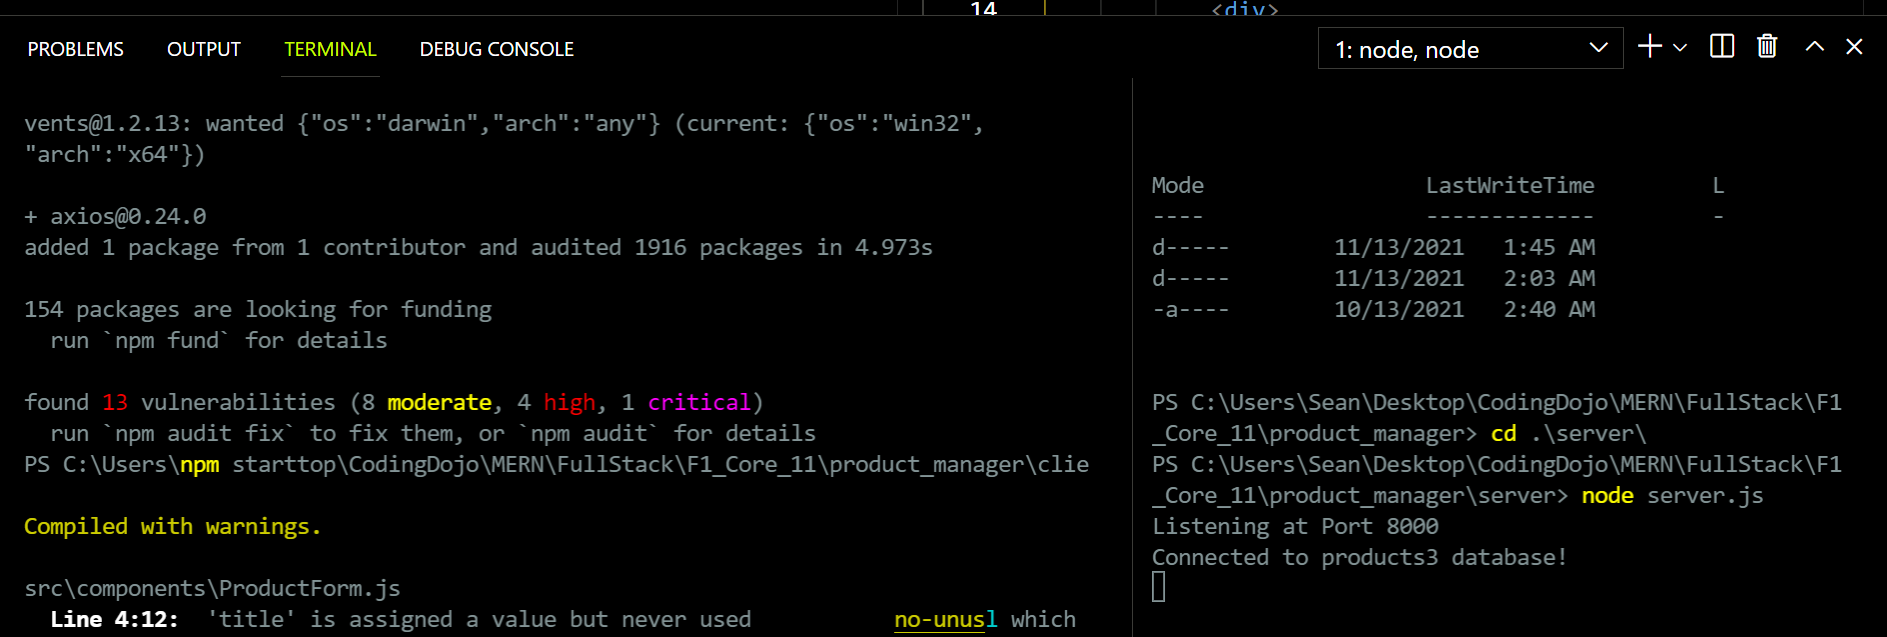 14 <div>
PROBLEMS OUTPUT TERMINAL DEBUG CONSOLE 1: node, node
vents@1.2.13: wanted {"os":"darwin","arch":"any"} (current: {"os":"win32",
"arch":"x64"})
+ axios@0.24.0
added 1 package from 1 contributor and audited 1916 packages in 4.973s
154 packages are looking for funding
run `npm fund` for details
found 13 vulnerabilities (8 moderate, 4 high, 1 critical)
run `npm audit fix` to fix them, or `npm audit` for details
PS C:\Users\npm starttop\CodingDojo\MERN\FullStack\F1_Core_11\product_manager\clie
Compiled with warnings.
src\components\ProductForm.js
Line 4:12: 'title' is assigned a value but never used no-unusl which
Mode LastWriteTime L
---- ------------- -
d----- 11/13/2021 1:45 AM
d----- 11/13/2021 2:03 AM
-a---- 10/13/2021 2:40 AM
PS C:\Users\Sean\Desktop\CodingDojo\MERN\FullStack\F1
_Core_11\product_manager> cd .\server\
PS C:\Users\Sean\Desktop\CodingDojo\MERN\FullStack\F1
_Core_11\product_manager\server> node server.js
Listening at Port 8000
Connected to products3 database!